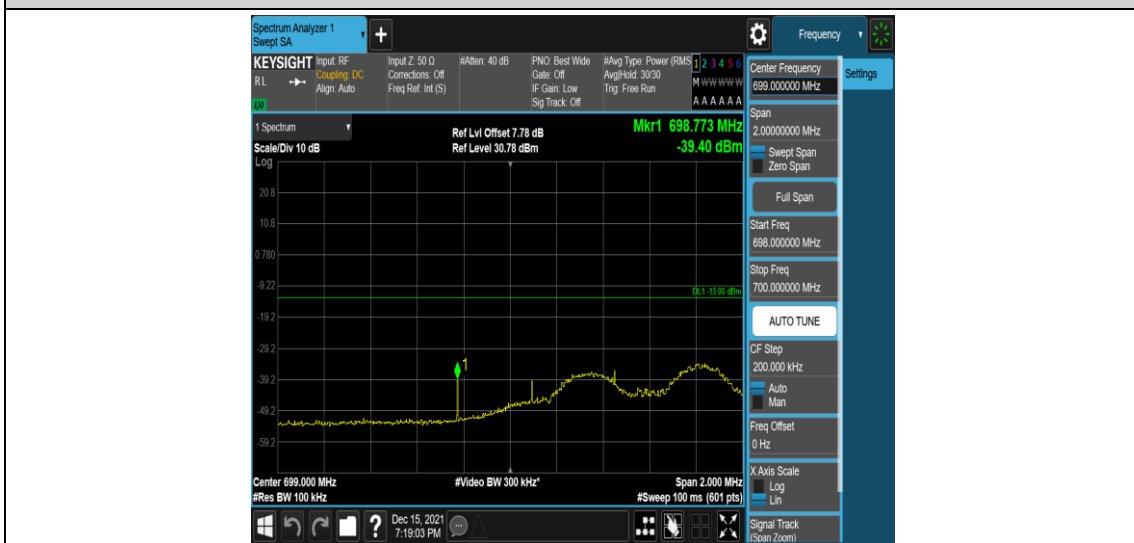 Spectrum Analyzer 1
Swept SA
+
Frequency
KEYSIGHT
RL
LXI
Input: RF
Coupling: DC
Align: Auto
Input Z: 50 Ω
Corrections: Off
Freq Ref: Int (S)
#Atten: 40 dB
PNO: Best Wide
Gate: Off
IF Gain: Low
Sig Track: Off
#Avg Type: Power (RMS
Avg|Hold: 30/30
Trig: Free Run
1 2 3 4 5 6
M W W W W W
A A A A A A
1 Spectrum
Scale/Div 10 dB
Log
Ref Lvl Offset 7.78 dB
Ref Level 30.78 dBm
Mkr1 698.773 MHz
-39.40 dBm
20.8
10.8
0.780
-9.22
-19.2
-29.2
-39.2
-49.2
-59.2
DL1 -13.00 dBm
1
Center 699.000 MHz
#Res BW 100 kHz
#Video BW 300 kHz*
Span 2.000 MHz
#Sweep 100 ms (601 pts)
?
Dec 15, 2021
7:19:03 PM
Center Frequency
699.000000 MHz
Settings
Span
2.00000000 MHz
Swept Span
Zero Span
Full Span
Start Freq
698.000000 MHz
Stop Freq
700.000000 MHz
AUTO TUNE
CF Step
200.000 kHz
Auto
Man
Freq Offset
0 Hz
X Axis Scale
Log
Lin
Signal Track
(Span Zoom)